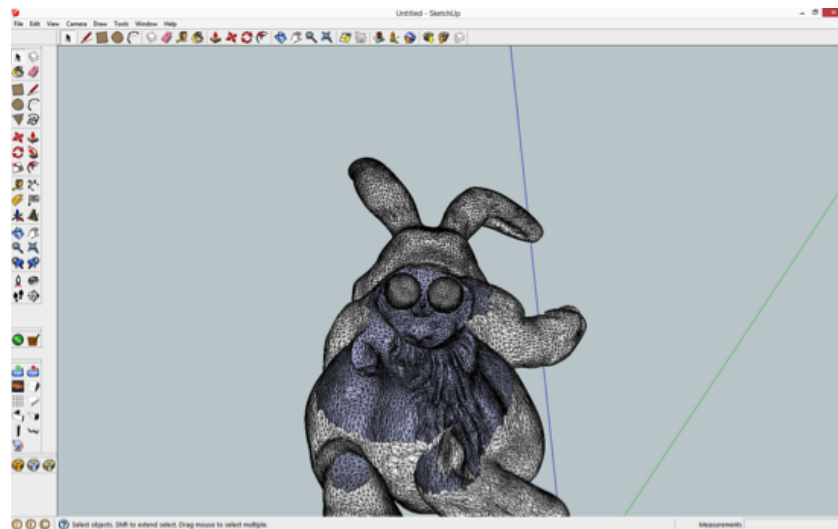 Untitled - SketchUp
File Edit View Camera Draw Tools Window Help
Select objects. Shift to extend select. Drag mouse to select multiple.
Measurements